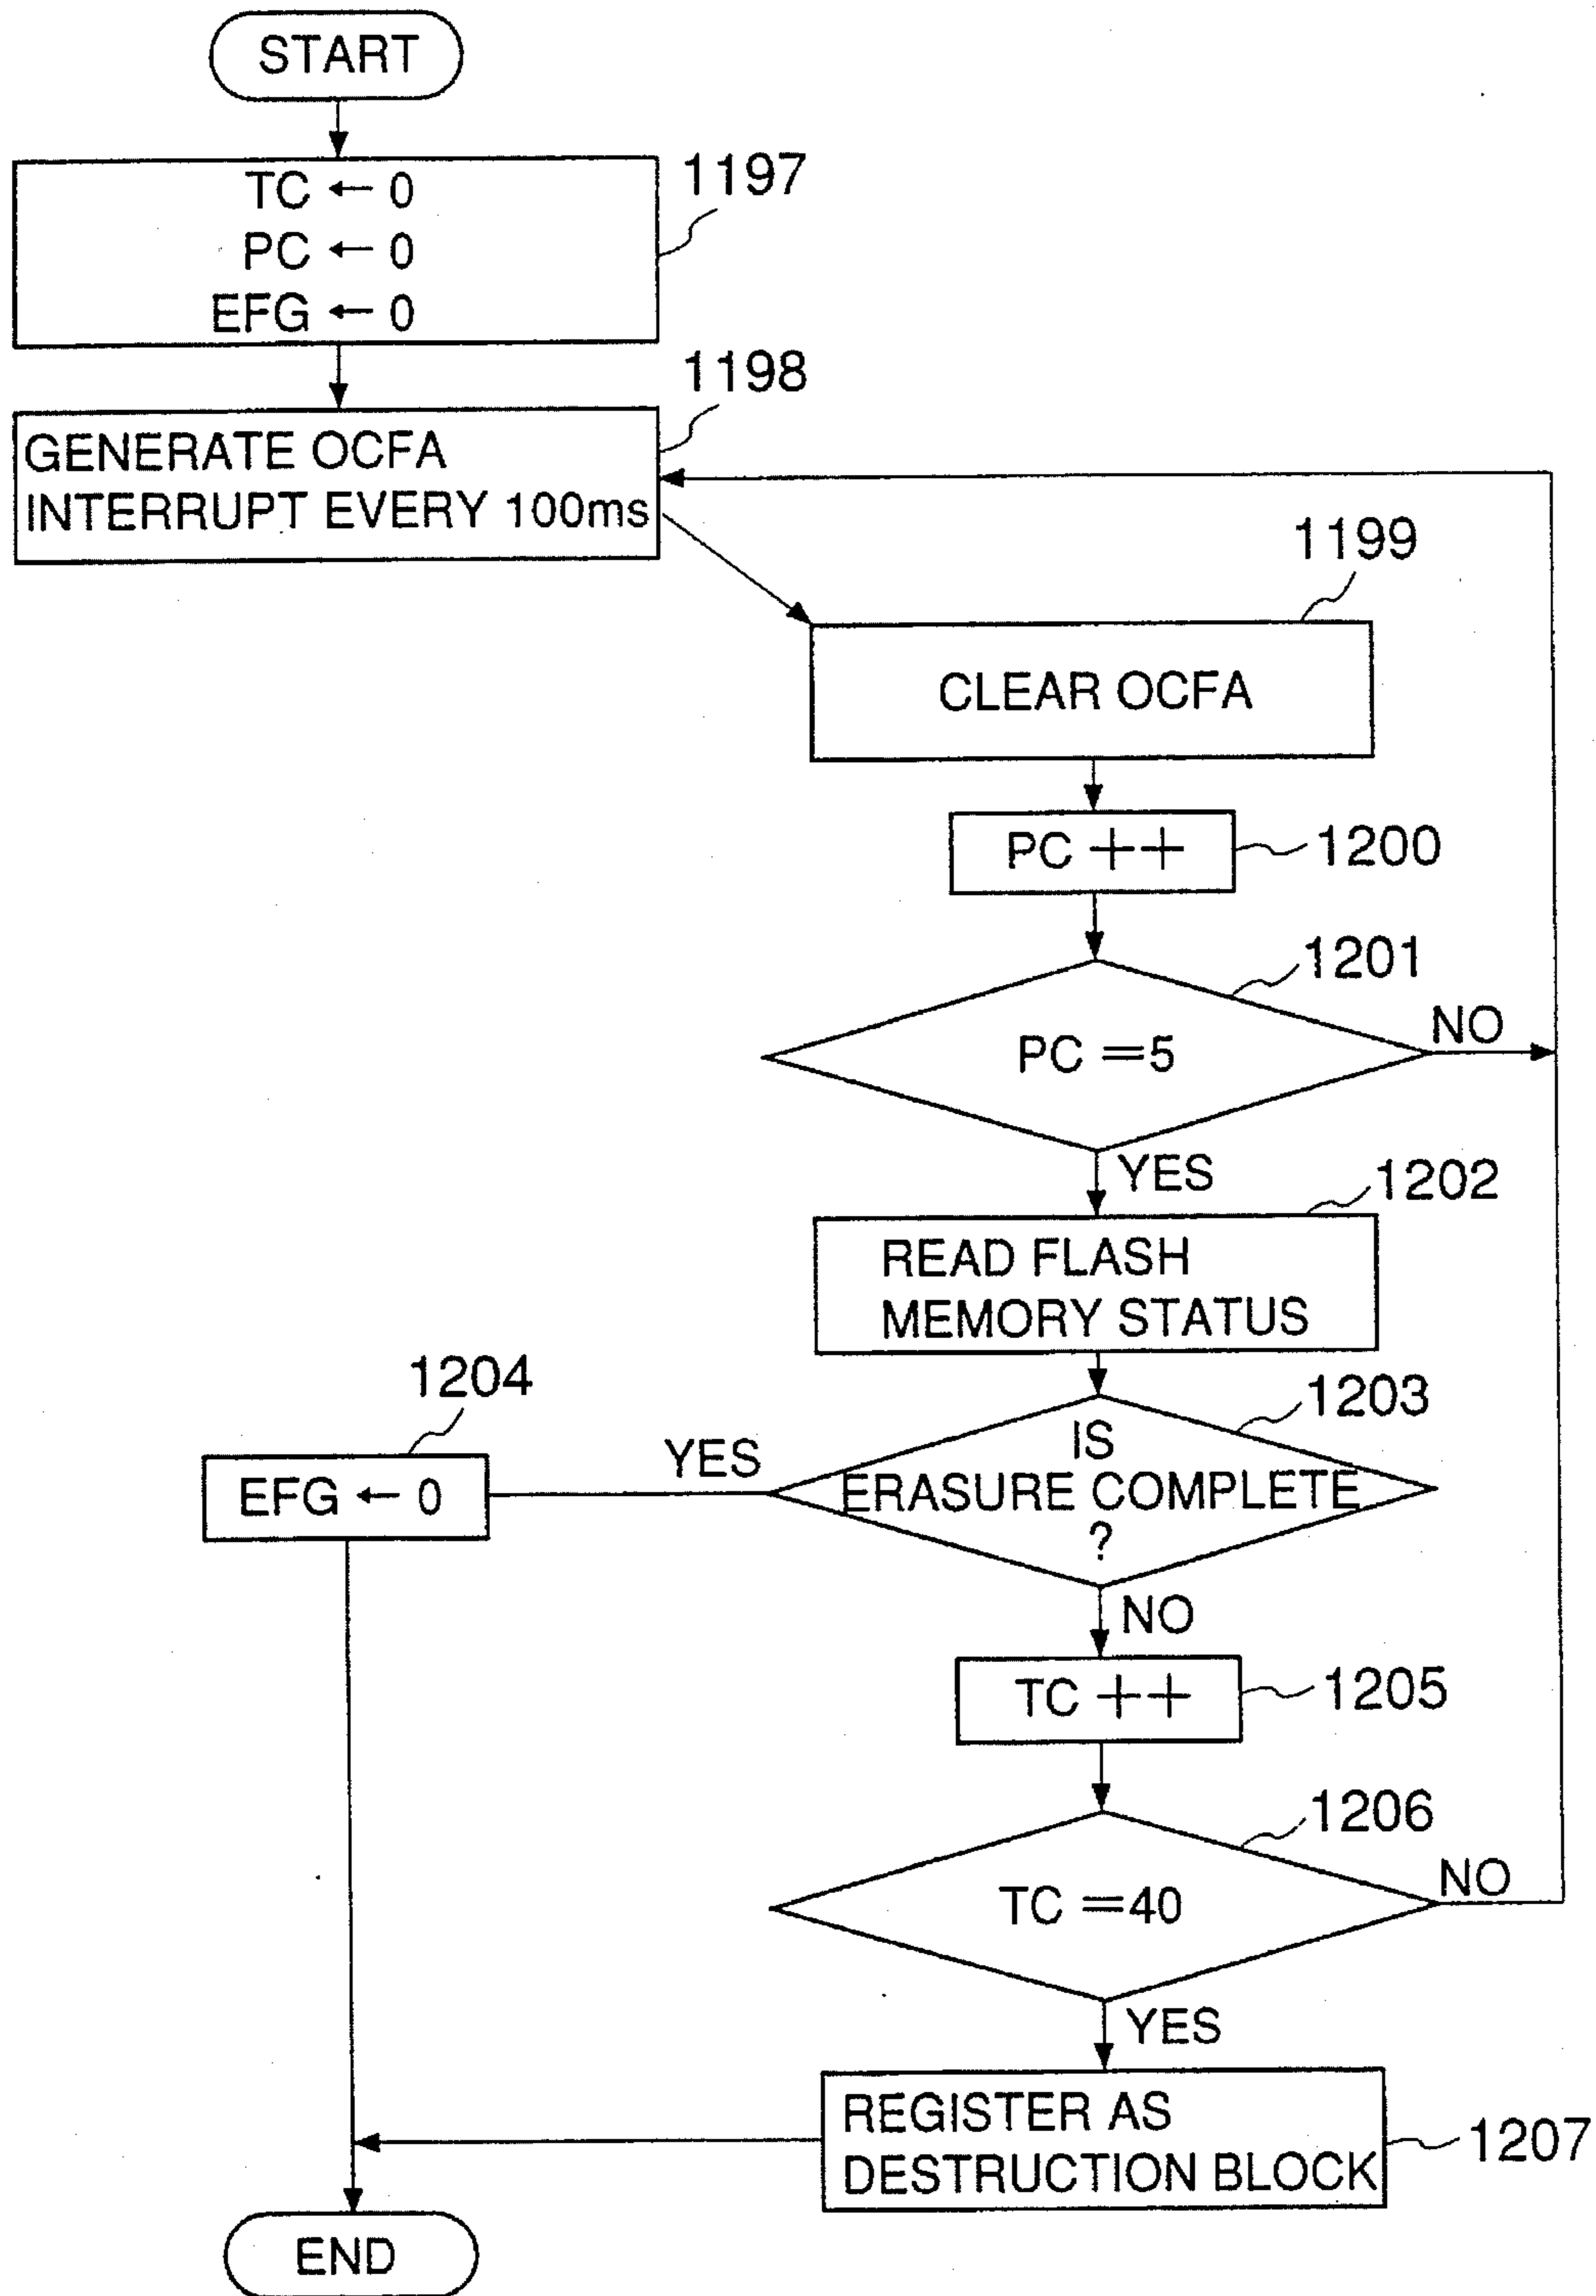 START
TC ← 0
1197
PC ← 0
EFG ← 0
1198
GENERATE OCFA
INTERRUPT EVERY 100ms
1199
CLEAR OCFA
PC ++
1200
1201
PC =5
NO
YES
1202
READ FLASH
MEMORY STATUS
1204
1203
EFG ← 0
YES
IS
ERASURE COMPLETE
?
NO
TC ++
1205
1206
TC =40
NO
YES
REGISTER AS
DESTRUCTION BLOCK
1207
END